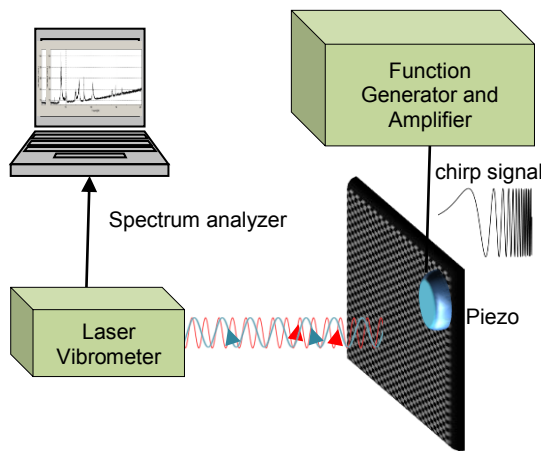 Function
Generator and
Amplifier
chirp signal
Spectrum analyzer
Piezo
Laser
Vibrometer